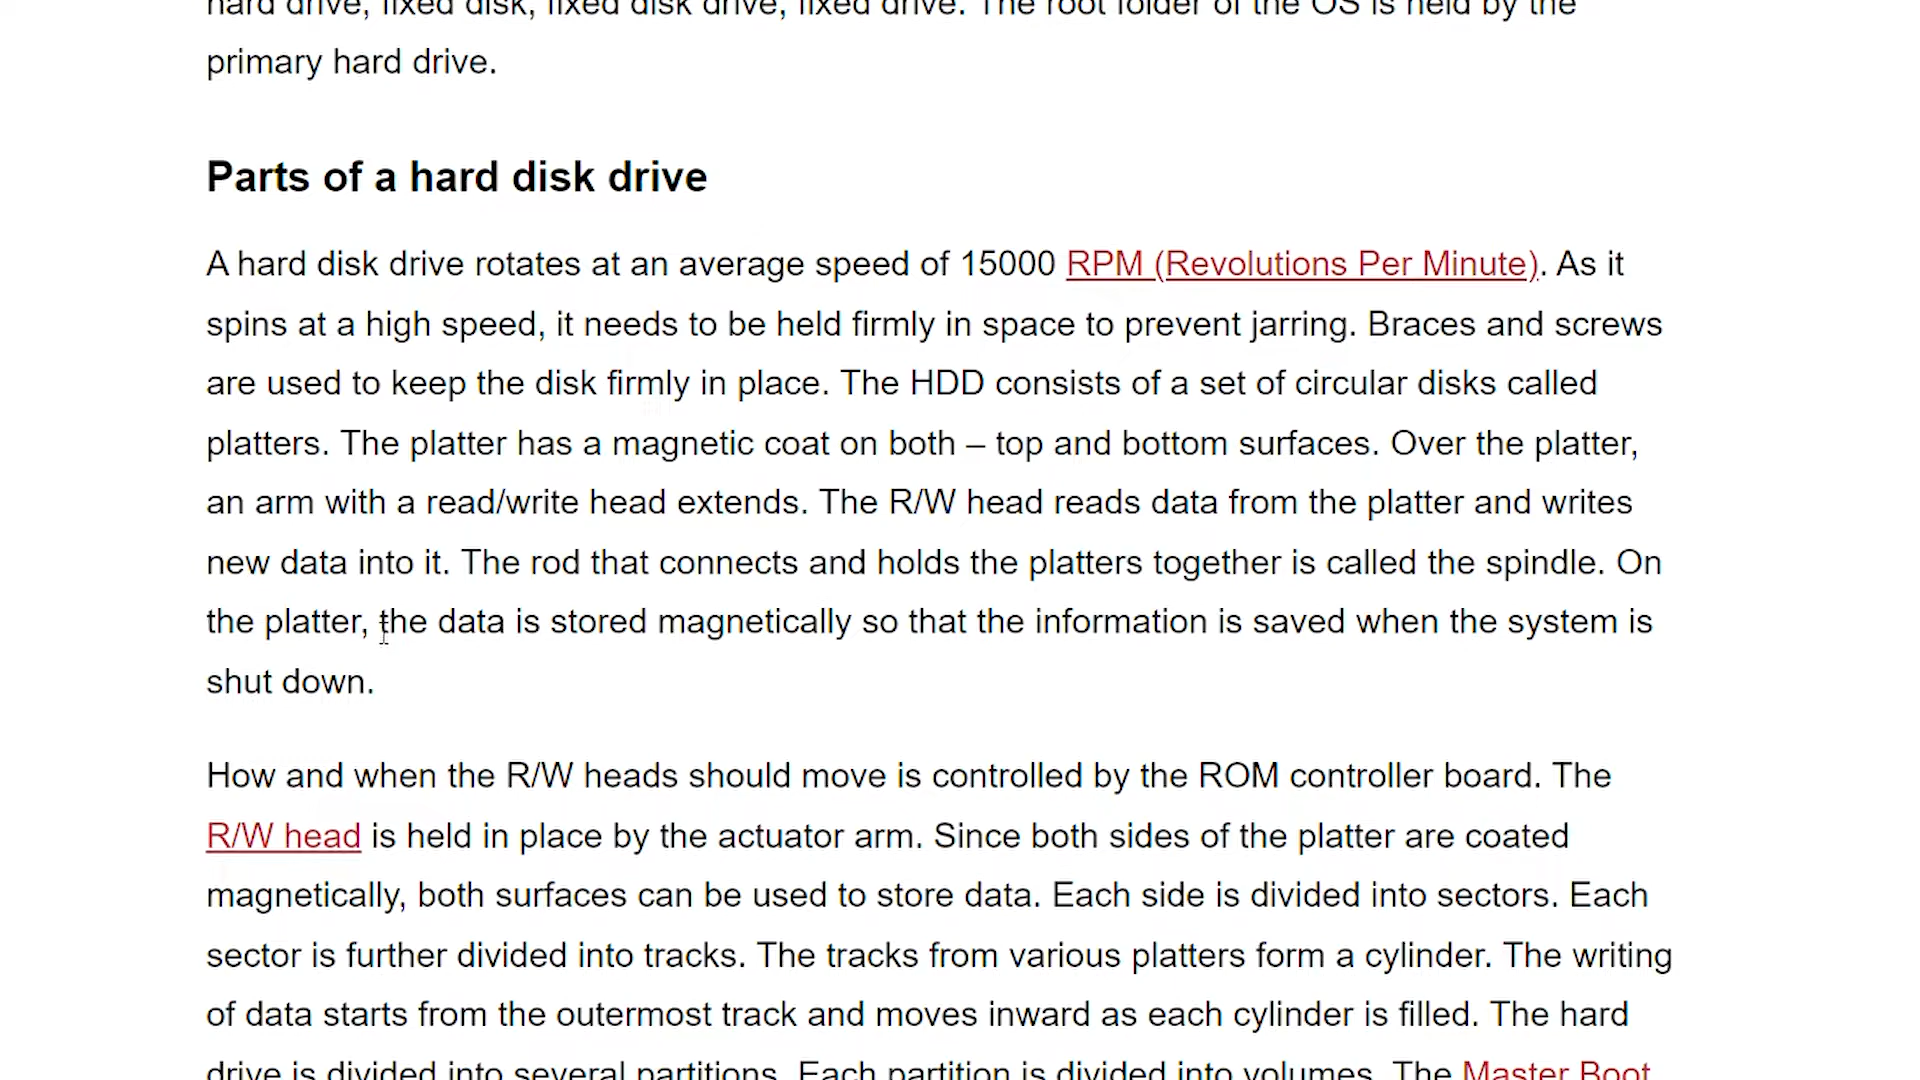 hard drive, fixed disk, fixed disk drive, fixed drive. The root folder of the OS is held by the
primary hard drive.
Parts of a hard disk drive
A hard disk drive rotates at an average speed of 15000 RPM (Revolutions Per Minute). As it
spins at a high speed, it needs to be held firmly in space to prevent jarring. Braces and screws
are used to keep the disk firmly in place. The HDD consists of a set of circular disks called
platters. The platter has a magnetic coat on both – top and bottom surfaces. Over the platter,
an arm with a read/write head extends. The R/W head reads data from the platter and writes
new data into it. The rod that connects and holds the platters together is called the spindle. On
the platter, the data is stored magnetically so that the information is saved when the system is
shut down.
How and when the R/W heads should move is controlled by the ROM controller board. The
R/W head is held in place by the actuator arm. Since both sides of the platter are coated
magnetically, both surfaces can be used to store data. Each side is divided into sectors. Each
sector is further divided into tracks. The tracks from various platters form a cylinder. The writing
of data starts from the outermost track and moves inward as each cylinder is filled. The hard
drive is divided into several partitions. Each partition is divided into volumes. The Master Boot